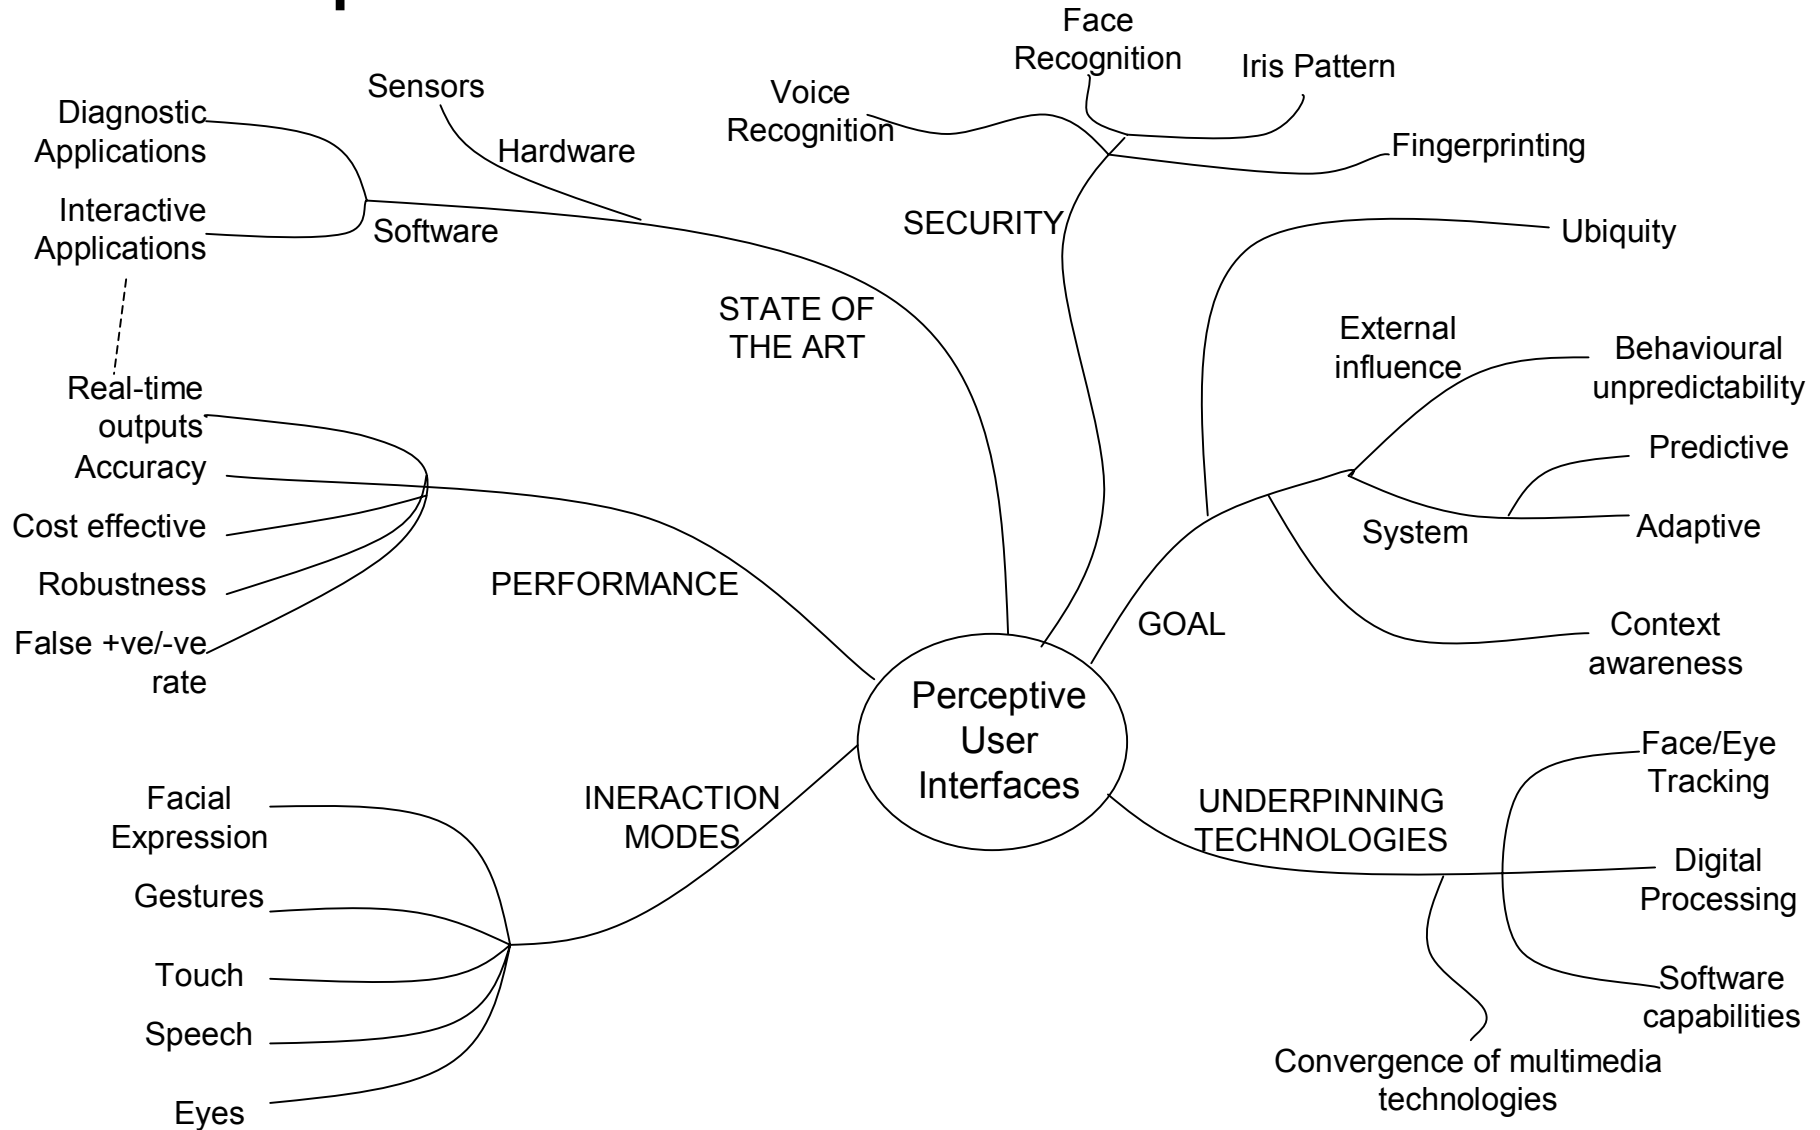 Face
Recognition
Iris Pattern
Voice
Recognition
Fingerprinting
SECURITY
Sensors
Hardware
Diagnostic
Applications
Interactive
Applications
Software
STATE OF
THE ART
Ubiquity
External
influence
Behavioural
unpredictability
Predictive
Adaptive
System
Context
awareness
GOAL
Real-time
outputs
Accuracy
Cost effective
Robustness
False +ve/-ve
rate
PERFORMANCE
Perceptive
User
Interfaces
Facial
Expression
Gestures
Touch
Speech
Eyes
INERACTION
MODES
UNDERPINNING
TECHNOLOGIES
Face/Eye
Tracking
Digital
Processing
Software
capabilities
Convergence of multimedia
technologies